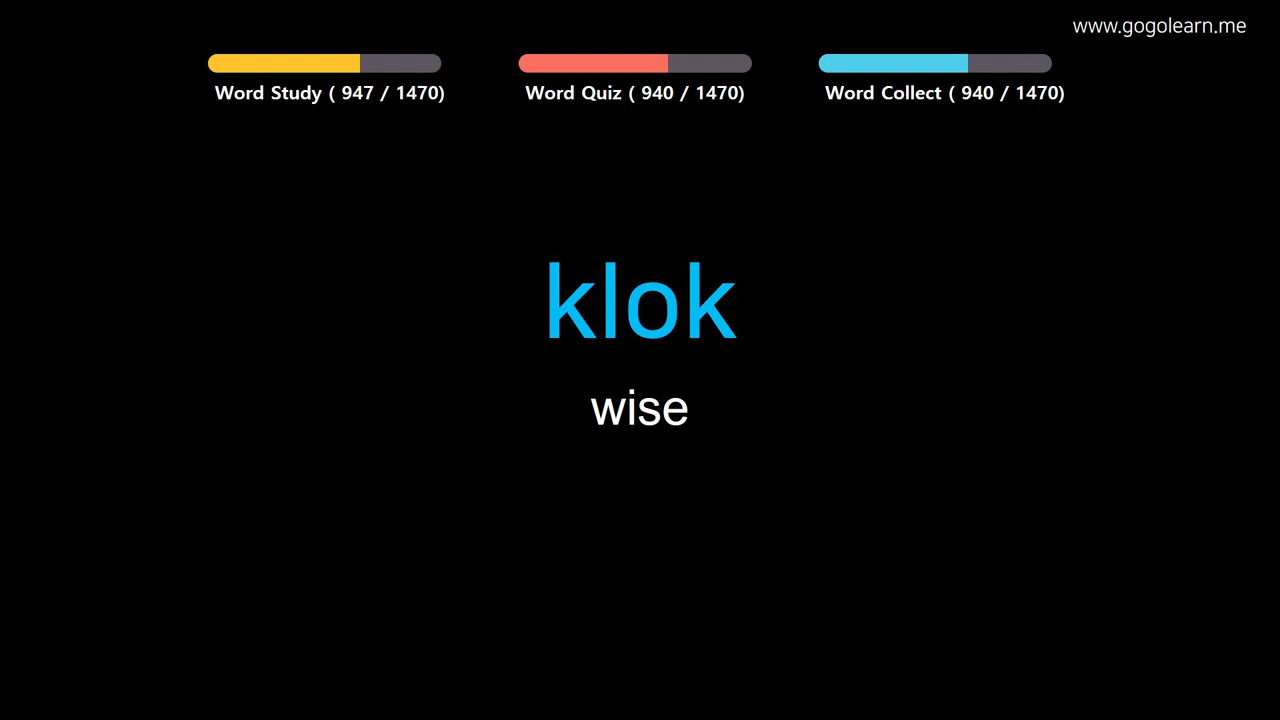 www.gogolearn.me
Word Study ( 947 / 1470)
Word Quiz ( 940 / 1470)
Word Collect ( 940 / 1470)
klok
wise